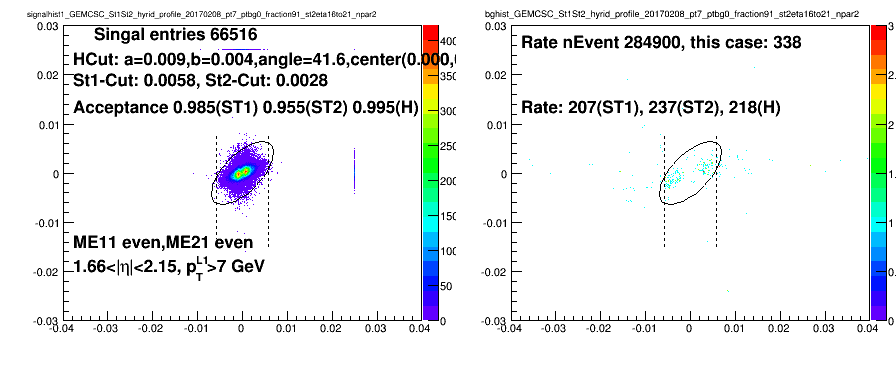 signalhist1_GEMCSC_St1St2_hyrid_profile_20170208_pt7_ptbg0_fraction91_st2eta16to21_npar2
Singal entries 66516
HCut: a=0.009,b=0.004,angle=41.6,center(0.000,
St1-Cut: 0.0058, St2-Cut: 0.0028
Acceptance 0.985(ST1) 0.955(ST2) 0.995(H)
ME11 even,ME21 even
1.66<|η|<2.15, p_T^L1>7 GeV
0.03
0.02
0.01
0
-0.01
-0.02
-0.03
-0.04 -0.03 -0.02 -0.01 0 0.01 0.02 0.03 0.04
400
350
300
250
200
150
100
50
0
bghist_GEMCSC_St1St2_hyrid_profile_20170208_pt7_ptbg0_fraction91_st2eta16to21_npar2
Rate nEvent 284900, this case: 338
Rate: 207(ST1), 237(ST2), 218(H)
0.03
0.02
0.01
0
-0.01
-0.02
-0.03
-0.04 -0.03 -0.02 -0.01 0 0.01 0.02 0.03 0.04